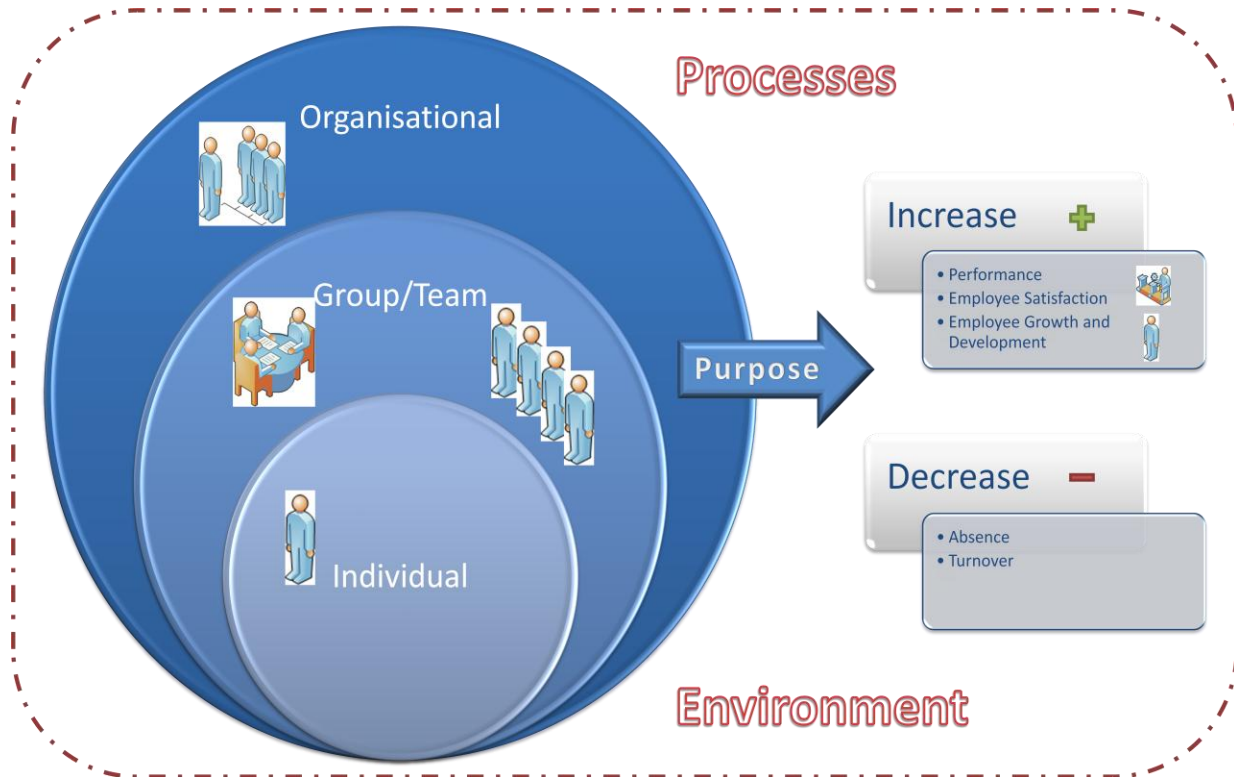 Processes
Organisational
Increase
• Performance
• Employee Satisfaction
• Employee Growth and
Development
Group/Team
Purpose
Decrease
• Absence
• Turnover
Individual
Environment